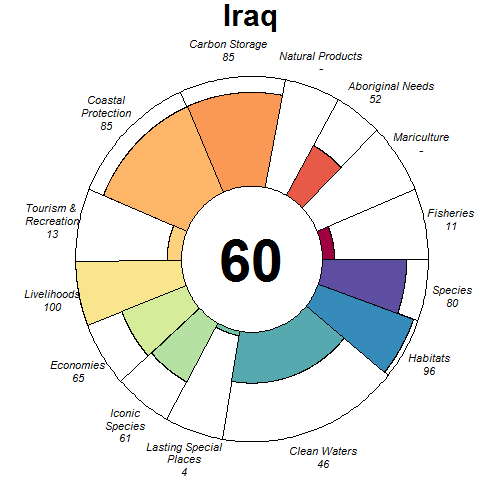 Iraq
Carbon Storage
85
Natural Products
-
Aboriginal Needs
52
Mariculture
-
Fisheries
11
Species
80
Habitats
96
Clean Waters
46
Lasting Special
Places
4
Iconic
Species
61
Economies
65
Livelihoods
100
Tourism &
Recreation
13
Coastal
Protection
85
60